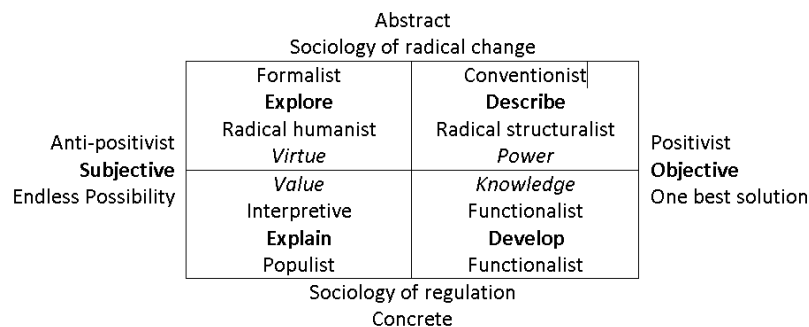 Abstract
Sociology of radical change
Formalist
Conventionist
Explore
Describe
Radical humanist
Radical structuralist
Virtue
Power
Anti-positivist
Subjective
Endless Possibility
Positivist
Objective
One best solution
Value
Knowledge
Interpretive
Functionalist
Explain
Develop
Populist
Functionalist
Sociology of regulation
Concrete